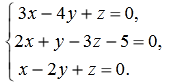 3x − 4y + z = 0,
2x + y − 3z − 5 = 0,
x − 2y + z = 0.